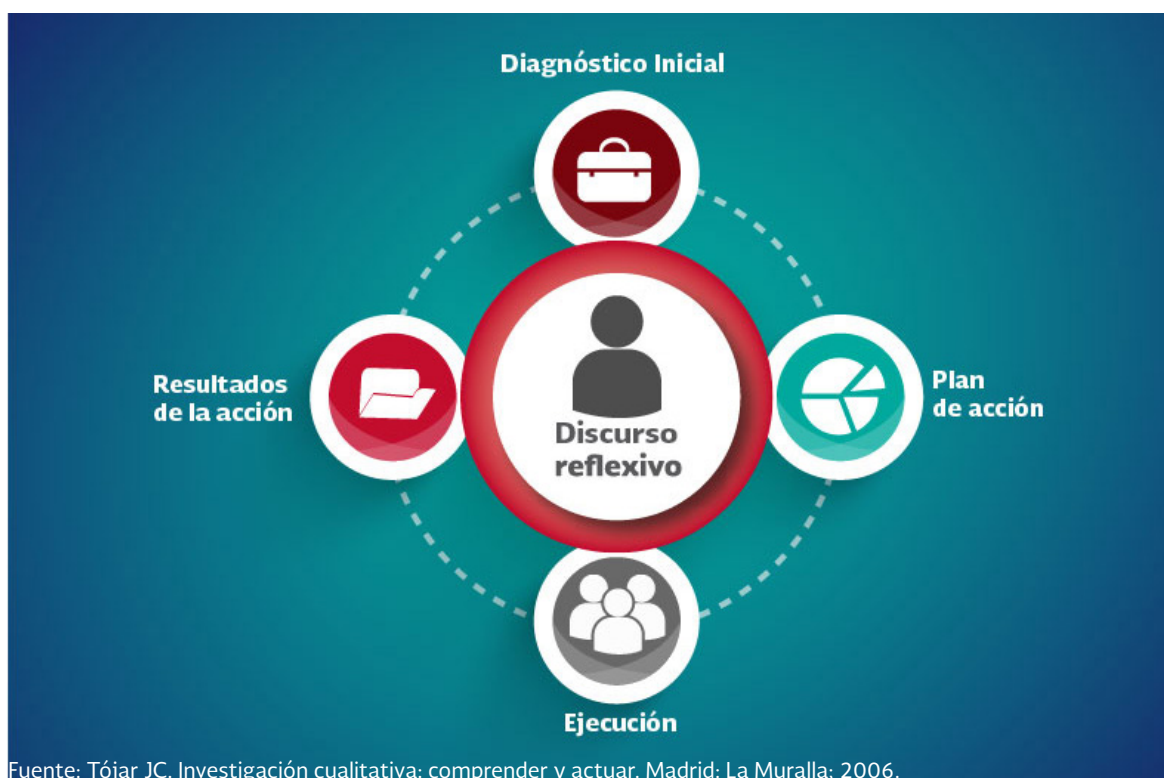 Diagnóstico Inicial
Resultados
de la acción
Plan
de acción
Discurso
reflexivo
Ejecución
Fuente: Tójar JC. Investigación cualitativa: comprender y actuar. Madrid: La Muralla; 2006.